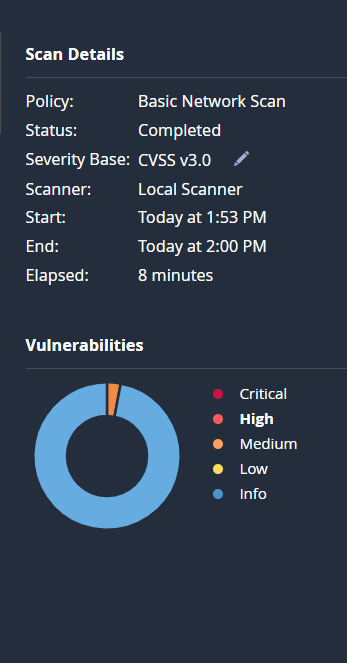 Scan Details
Policy: Basic Network Scan
Status: Completed
Severity Base: CVSS v3.0
Scanner: Local Scanner
Start: Today at 1:53 PM
End: Today at 2:00 PM
Elapsed: 8 minutes
Vulnerabilities
Critical
High
Medium
Low
Info